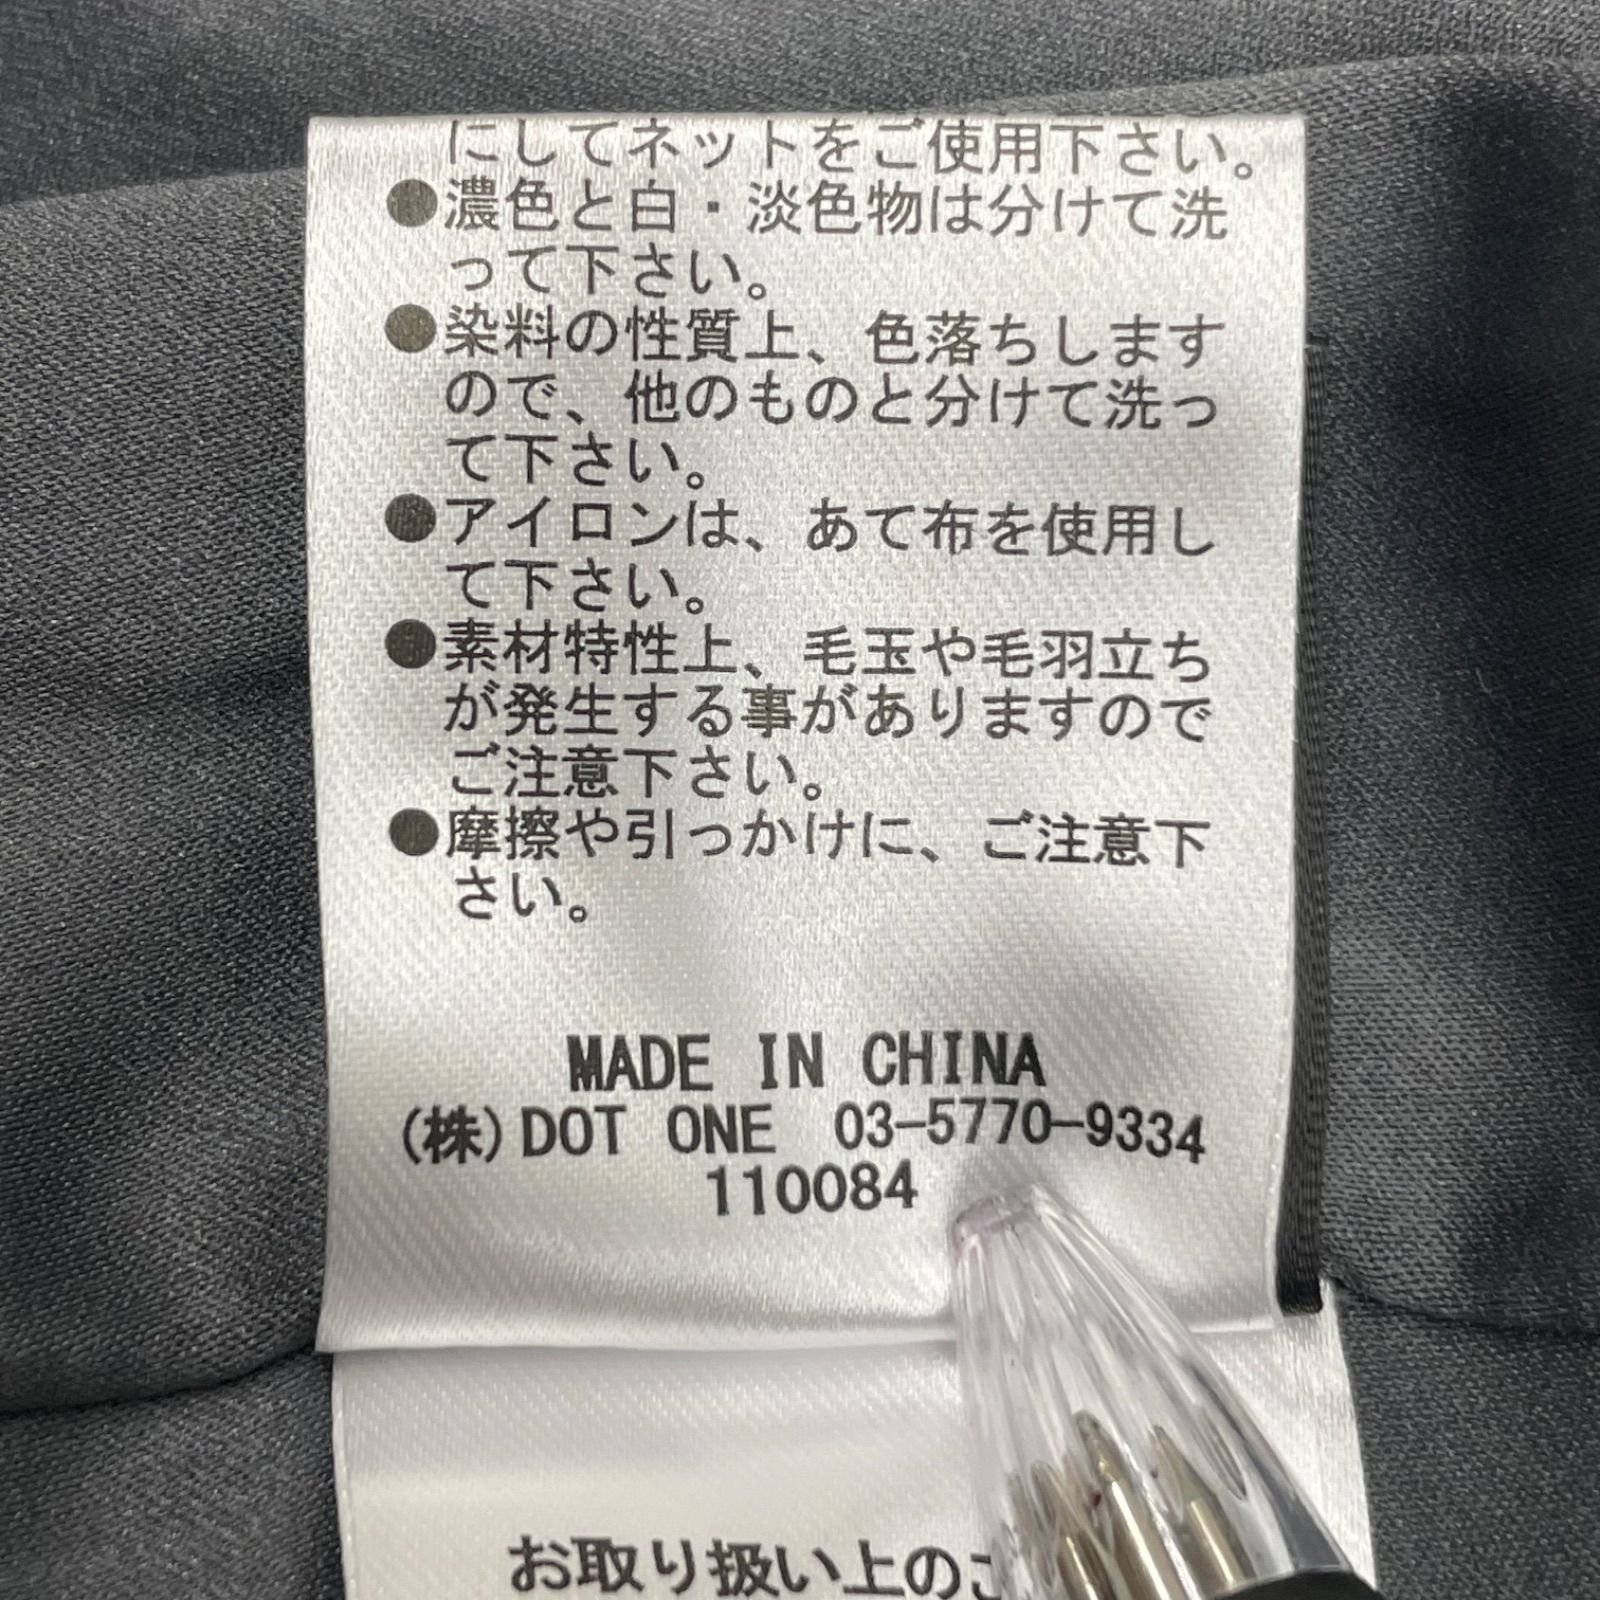 にしてネットをご使用下さい。
●濃色と白・淡色物は分けて洗
って下さい。
●染料の性質上、色落ちします
ので、他のものと分けて洗っ
て下さい。
●アイロンは、あて布を使用し
て下さい。
●素材特性上、毛玉や毛羽立ち
が発生する事がありますので
ご注意下さい。
●摩擦や引っかけに、ご注意下
さい。
MADE IN CHINA
(株)DOT ONE 03-5770-9334
110084
お取り扱い上のご